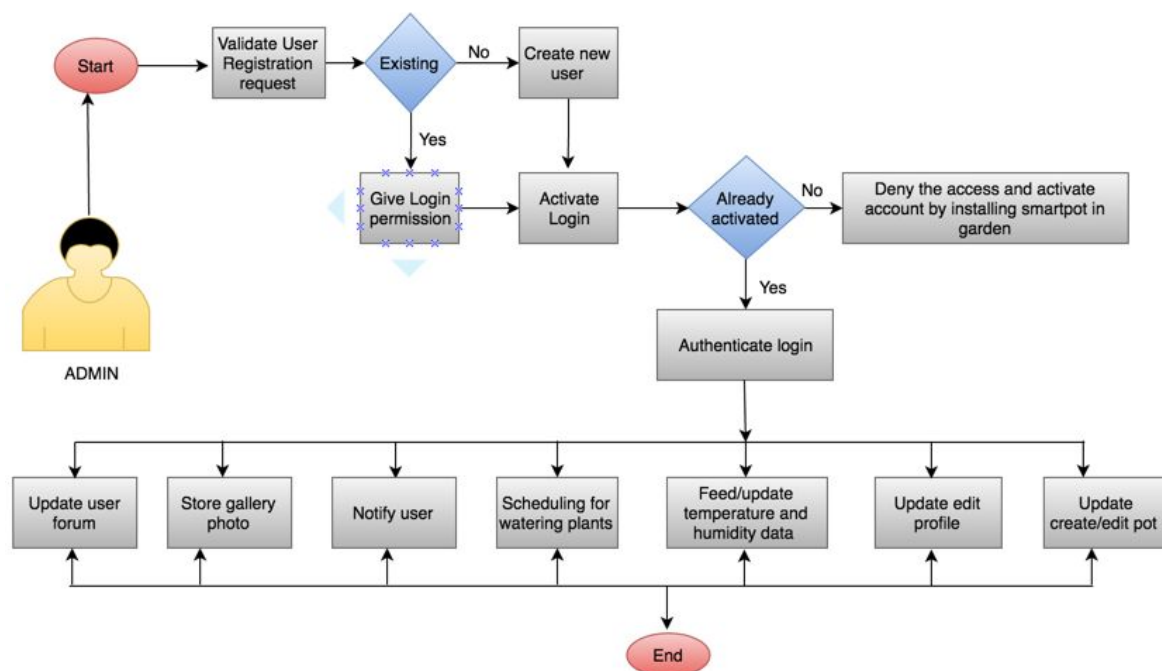 Start
Validate User
Registration
request
Existing
No
Create new
user
Yes
Give Login
permission
Activate
Login
Already
activated
No
Deny the access and activate
account by installing smartpot in
garden
Yes
ADMIN
Authenticate login
Update user
forum
Store gallery
photo
Notify user
Scheduling for
watering plants
Feed/update
temperature and
humidity data
Update edit
profile
Update
create/edit pot
End